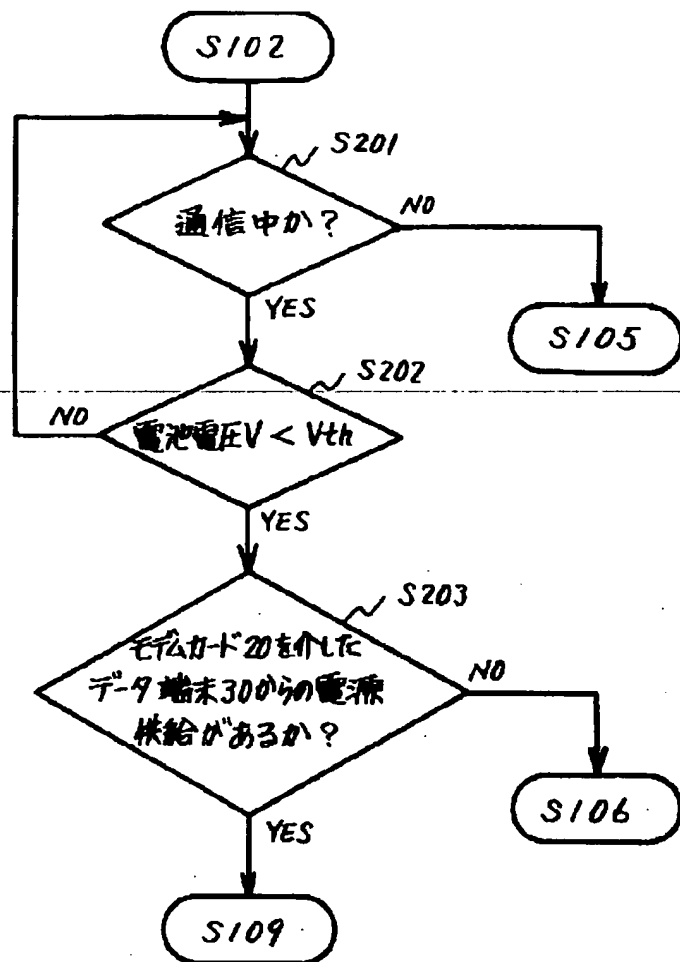 S102
S201
通信中か?
NO
YES
S105
S202
NO
電池電圧V < Vth
YES
S203
モデムカード20を介した
データ端末30からの電源
供給があるか?
NO
YES
S106
S109